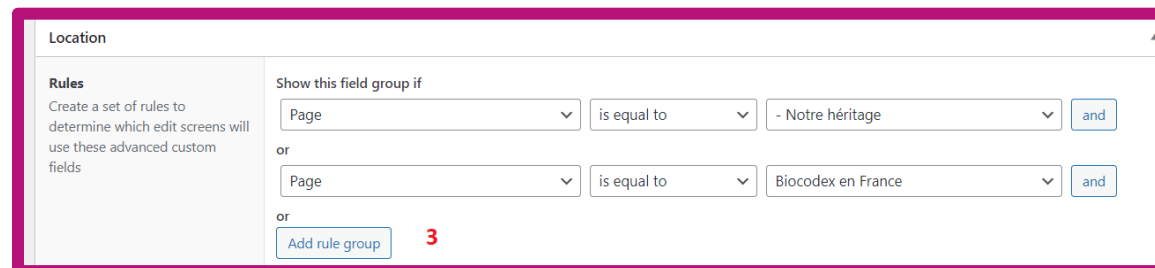 Location
Rules
Create a set of rules to
determine which edit screens will
use these advanced custom
fields
Show this field group if
Page is equal to - Notre héritage and
or
Page is equal to Biocodex en France and
or
Add rule group 3